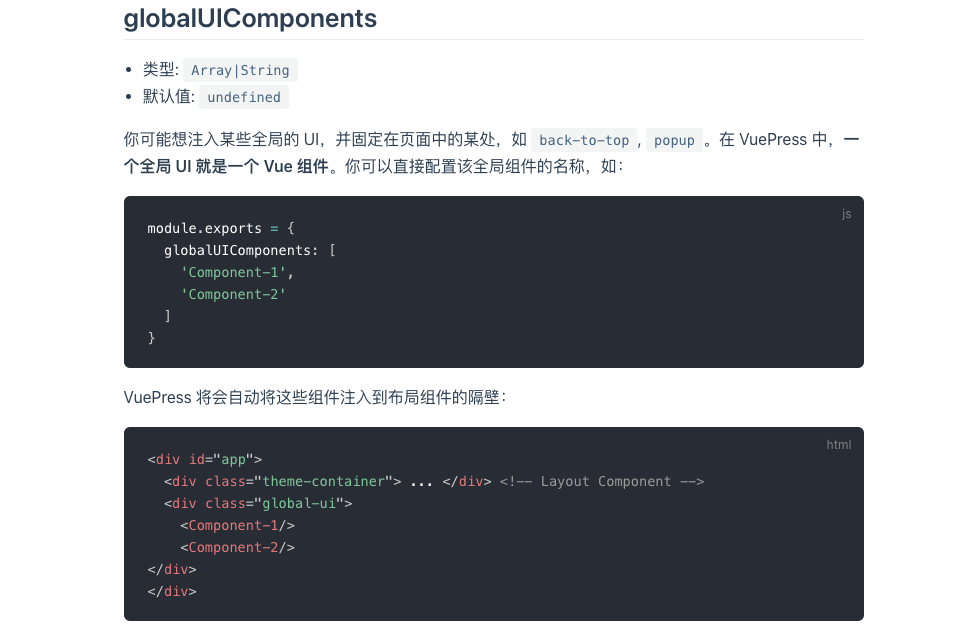 globalUIComponents
• 类型: Array|String
• 默认值: undefined
你可能想注入某些全局的 UI，并固定在页面中的某处，如 back-to-top , popup 。在 VuePress 中，一
个全局 UI 就是一个 Vue 组件。你可以直接配置该全局组件的名称，如：
js
module.exports = {
  globalUIComponents: [
    'Component-1',
    'Component-2'
  ]
}
VuePress 将会自动将这些组件注入到布局组件的隔壁：
html
<div id="app">
  <div class="theme-container"> ... </div> <!-- Layout Component -->
  <div class="global-ui">
    <Component-1/>
    <Component-2/>
</div>
</div>